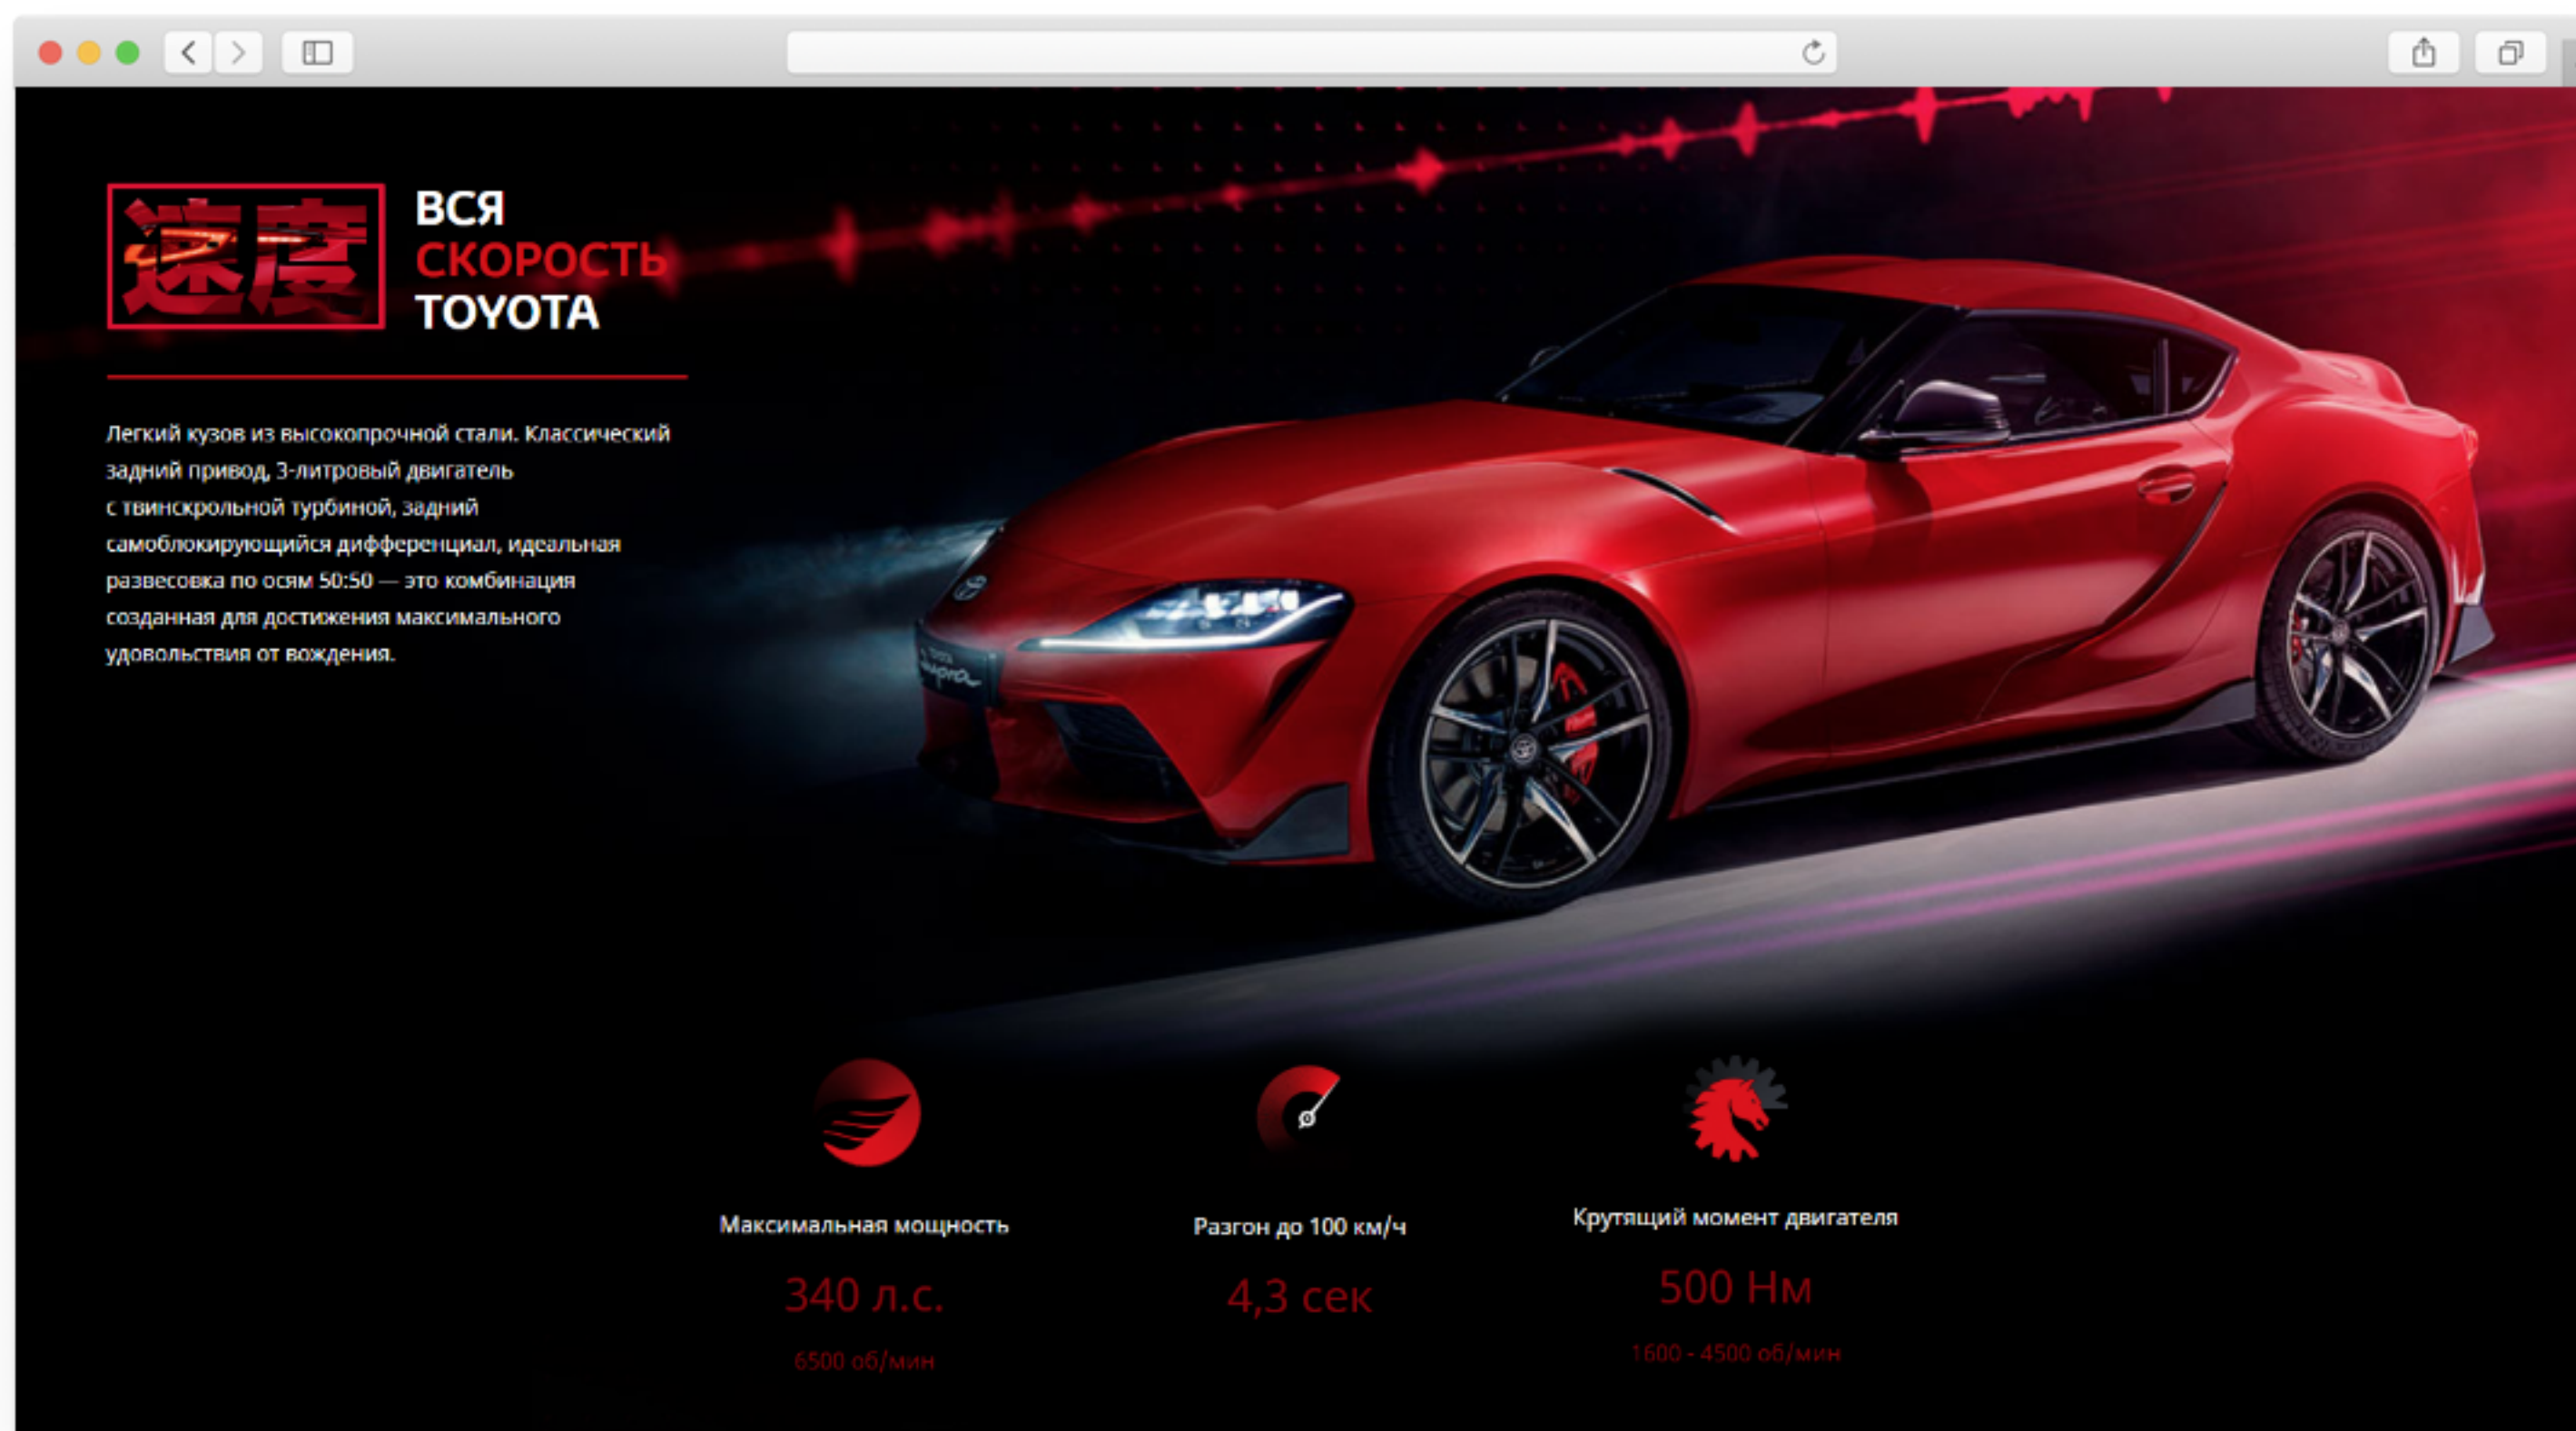 速度
ВСЯ
СКОРОСТЬ
TOYOTA
Легкий кузов из высокопрочной стали. Классический
задний привод, 3-литровый двигатель
с твинскрольной турбиной, задний
самоблокирующийся дифференциал, идеальная
развесовка по осям 50:50 — это комбинация
созданная для достижения максимального
удовольствия от вождения.
TOYOTA
Supra
Максимальная мощность
340 л.с.
6500 об/мин
Разгон до 100 км/ч
4,3 сек
Крутящий момент двигателя
500 Нм
1600 - 4500 об/мин